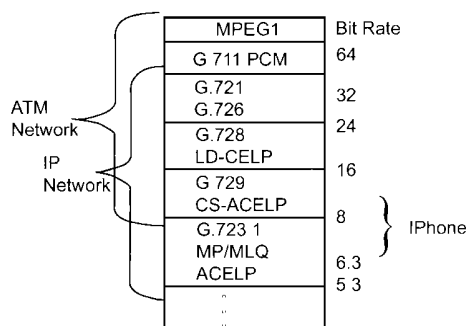 MPEG1
Bit Rate
G 711 PCM
64
G.721
32
G.726
24
ATM
Network
G.728
LD-CELP
16
IP
Network
G 729
CS-ACELP
8
G.723 1
MP/MLQ
IPhone
6.3
ACELP
5 3